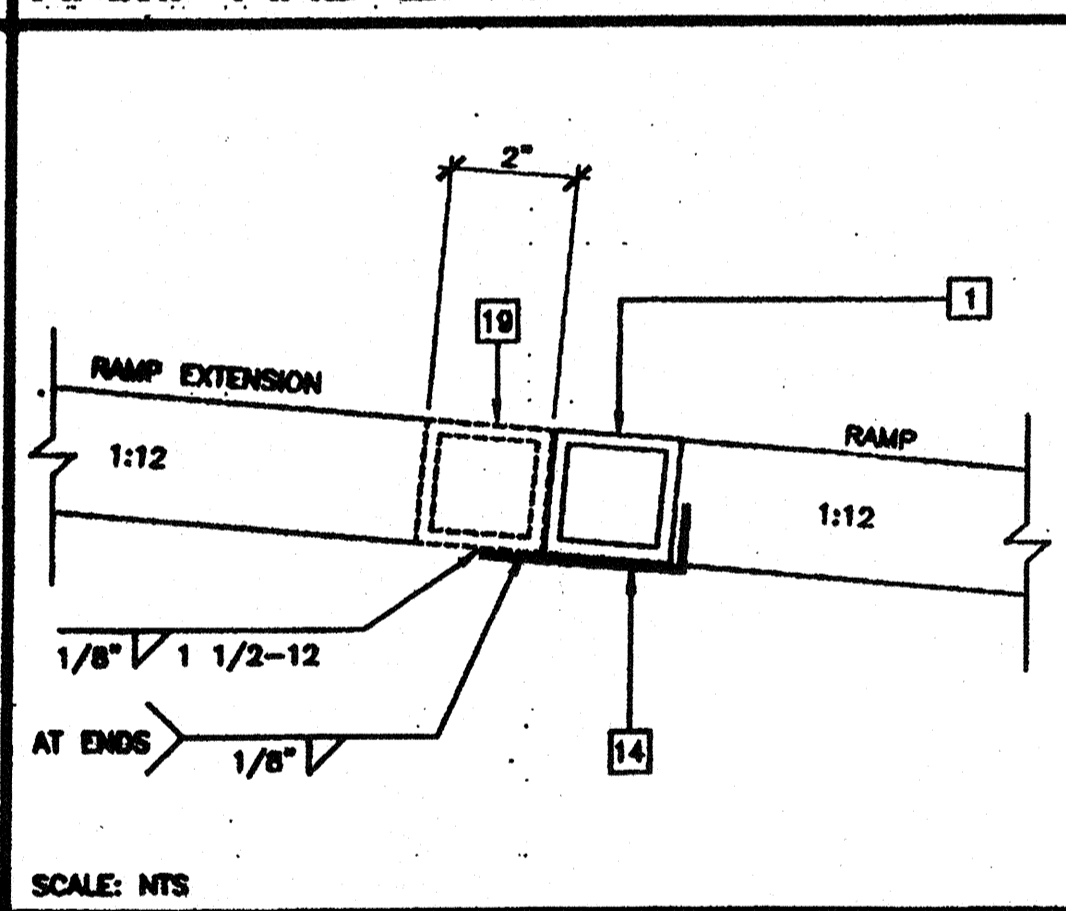 2"
19
1
RAMP EXTENSION
RAMP
1:12
1:12
1/8" 1 1/2-12
AT ENDS
1/8"
14
SCALE: NTS